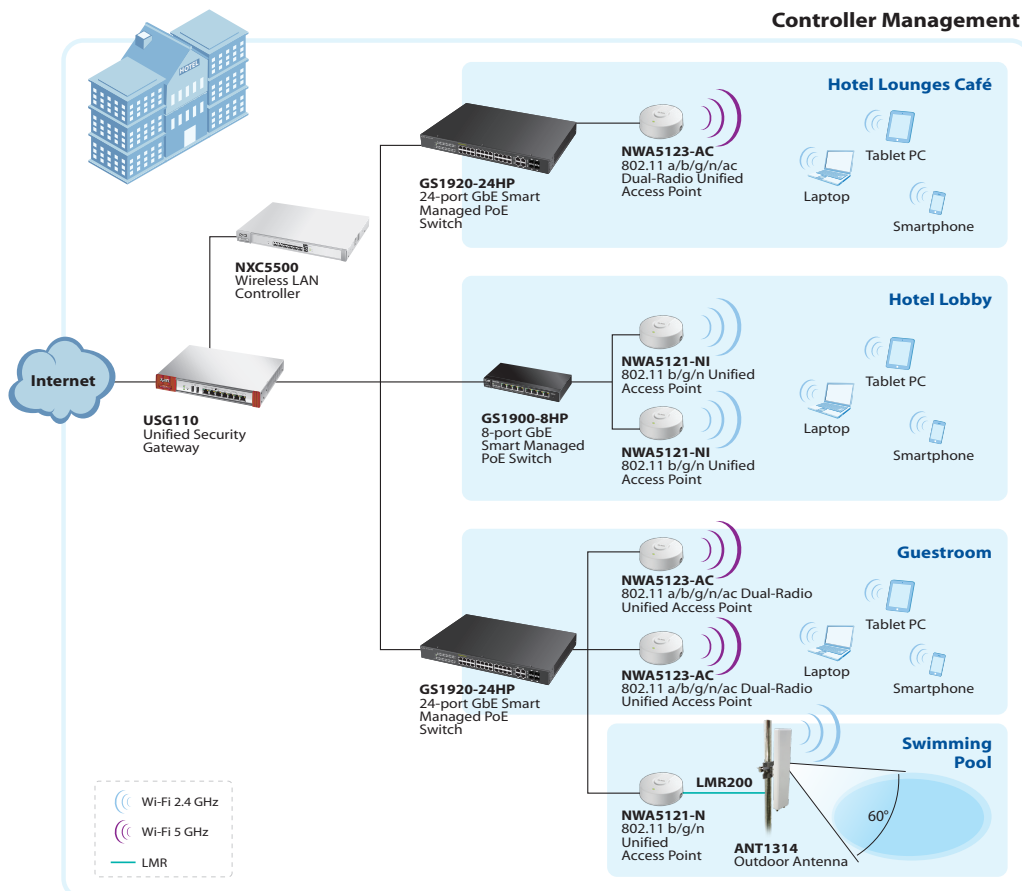 Controller Management
HOTEL
Hotel Lounges Café
NWA5123-AC
802.11 a/b/g/n/ac
Dual-Radio Unified
Access Point
Tablet PC
Laptop
Smartphone
GS1920-24HP
24-port GbE Smart
Managed PoE
Switch
NXC5500
Wireless LAN
Controller
Hotel Lobby
NWA5121-NI
802.11 b/g/n Unified
Access Point
Tablet PC
Laptop
Smartphone
Internet
USG110
Unified Security
Gateway
GS1900-8HP
8-port GbE
Smart Managed
PoE Switch
NWA5121-NI
802.11 b/g/n Unified
Access Point
Guestroom
NWA5123-AC
802.11 a/b/g/n/ac Dual-Radio
Unified Access Point
Tablet PC
Laptop
Smartphone
GS1920-24HP
24-port GbE Smart
Managed PoE
Switch
NWA5123-AC
802.11 a/b/g/n/ac Dual-Radio
Unified Access Point
Swimming
Pool
LMR200
60°
NWA5121-N
802.11 b/g/n
Unified
Access Point
ANT1314
Outdoor Antenna
Wi-Fi 2.4 GHz
Wi-Fi 5 GHz
LMR